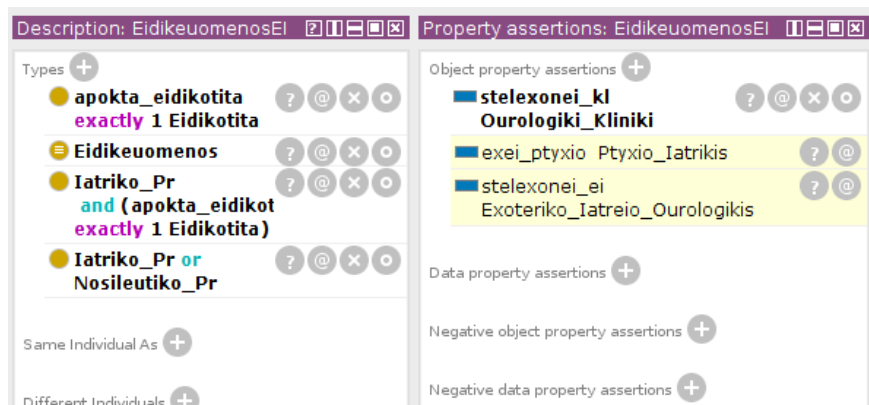 Description: EidikeuomenosEI
Property assertions: EidikeuomenosEI
Types
apokta_eidikotita
exactly 1 Eidikotita
Eidikeuomenos
Iatriko_Pr
and (apokta_eidikot
exactly 1 Eidikotita)
Iatriko_Pr or
Nosileutiko_Pr
Same Individual As
Different Individuals
Object property assertions
stelexonei_kl
Ourologiki_Kliniki
exei_ptyxio Ptyxio_Iatrikis
stelexonei_ei
Exoteriko_Iatreio_Ourologikis
Data property assertions
Negative object property assertions
Negative data property assertions